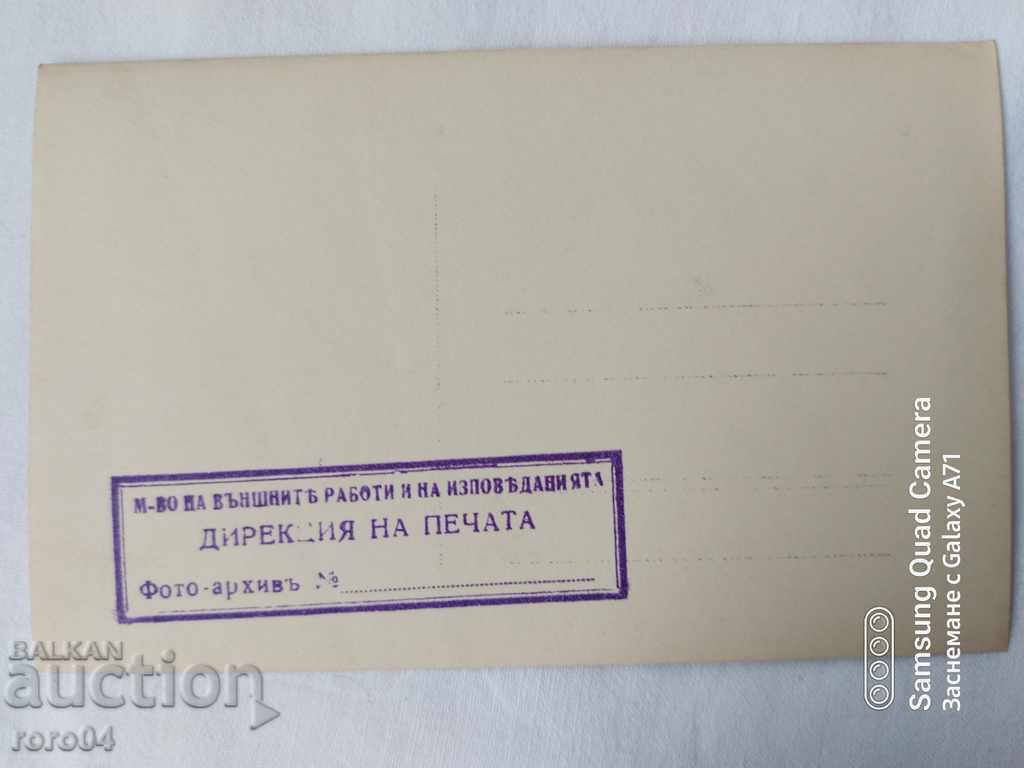 М-ВО НА ВЪНШНИТѢ РАБОТИ И НА ИЗПОВѢДАНИЯТА
ДИРЕКЦИЯ НА ПЕЧАТА
Фото-архивъ №
BALKAN
auction
roro04
Samsung Quad Camera
Заснемане с Galaxy A71